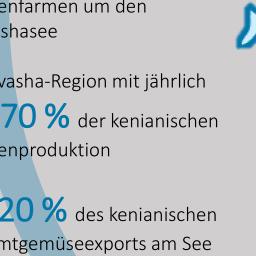 enfarmen um den
shasee
vasha-Region mit jährlich
70 % der kenianischen
enproduktion
20 % des kenianischen
mtgemüseexports am See